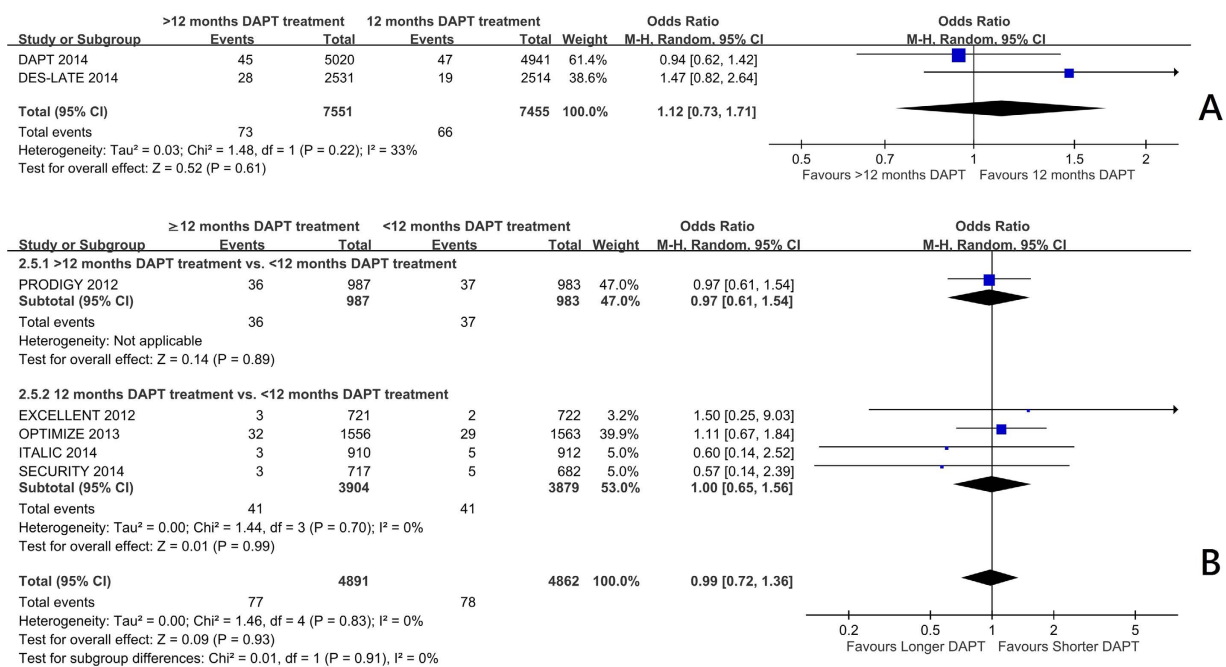 >12 months DAPT treatment 12 months DAPT treatment Odds Ratio Odds Ratio
Study or Subgroup Events Total Events Total Weight M-H. Random. 95% CI M-H. Random. 95% CI
DAPT 2014 45 5020 47 4941 61.4% 0.94 [0.62, 1.42]
DES-LATE 2014 28 2531 19 2514 38.6% 1.47 [0.82, 2.64]
Total (95% CI) 7551 7455 100.0% 1.12 [0.73, 1.71]
A
Total events 73 66
Heterogeneity: Tau² = 0.03; Chi² = 1.48, df = 1 (P = 0.22); I² = 33%
Test for overall effect: Z = 0.52 (P = 0.61)
0.5 0.7 1 1.5 2
Favours >12 months DAPT Favours 12 months DAPT
≥12 months DAPT treatment <12 months DAPT treatment Odds Ratio Odds Ratio
Study or Subgroup Events Total Events Total Weight M-H. Random. 95% CI M-H. Random. 95% CI
2.5.1 >12 months DAPT treatment vs. <12 months DAPT treatment
PRODIGY 2012 36 987 37 983 47.0% 0.97 [0.61, 1.54]
Subtotal (95% CI) 987 983 47.0% 0.97 [0.61, 1.54]
Total events 36 37
Heterogeneity: Not applicable
Test for overall effect: Z = 0.14 (P = 0.89)
2.5.2 12 months DAPT treatment vs. <12 months DAPT treatment
EXCELLENT 2012 3 721 2 722 3.2% 1.50 [0.25, 9.03]
OPTIMIZE 2013 32 1556 29 1563 39.9% 1.11 [0.67, 1.84]
ITALIC 2014 3 910 5 912 5.0% 0.60 [0.14, 2.52]
SECURITY 2014 3 717 5 682 5.0% 0.57 [0.14, 2.39]
Subtotal (95% CI) 3904 3879 53.0% 1.00 [0.65, 1.56]
Total events 41 41
Heterogeneity: Tau² = 0.00; Chi² = 1.44, df = 3 (P = 0.70); I² = 0%
Test for overall effect: Z = 0.01 (P = 0.99)
B
Total (95% CI) 4891 4862 100.0% 0.99 [0.72, 1.36]
Total events 77 78
Heterogeneity: Tau² = 0.00; Chi² = 1.46, df = 4 (P = 0.83); I² = 0%
Test for overall effect: Z = 0.09 (P = 0.93)
Test for subgroup differences: Chi² = 0.01, df = 1 (P = 0.91), I² = 0%
0.2 0.5 1 2 5
Favours Longer DAPT Favours Shorter DAPT